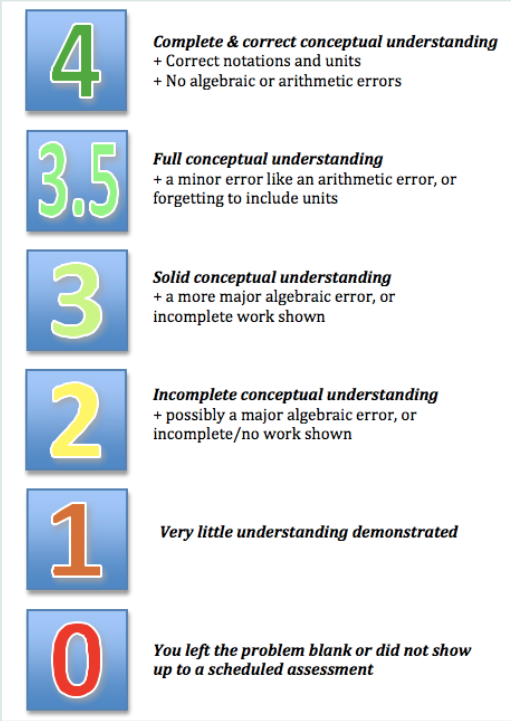 4
Complete & correct conceptual understanding
+ Correct notations and units
+ No algebraic or arithmetic errors
3.5
Full conceptual understanding
+ a minor error like an arithmetic error, or
forgetting to include units
3
Solid conceptual understanding
+ a more major algebraic error, or
incomplete work shown
2
Incomplete conceptual understanding
+ possibly a major algebraic error, or
incomplete/no work shown
1
Very little understanding demonstrated
0
You left the problem blank or did not show
up to a scheduled assessment